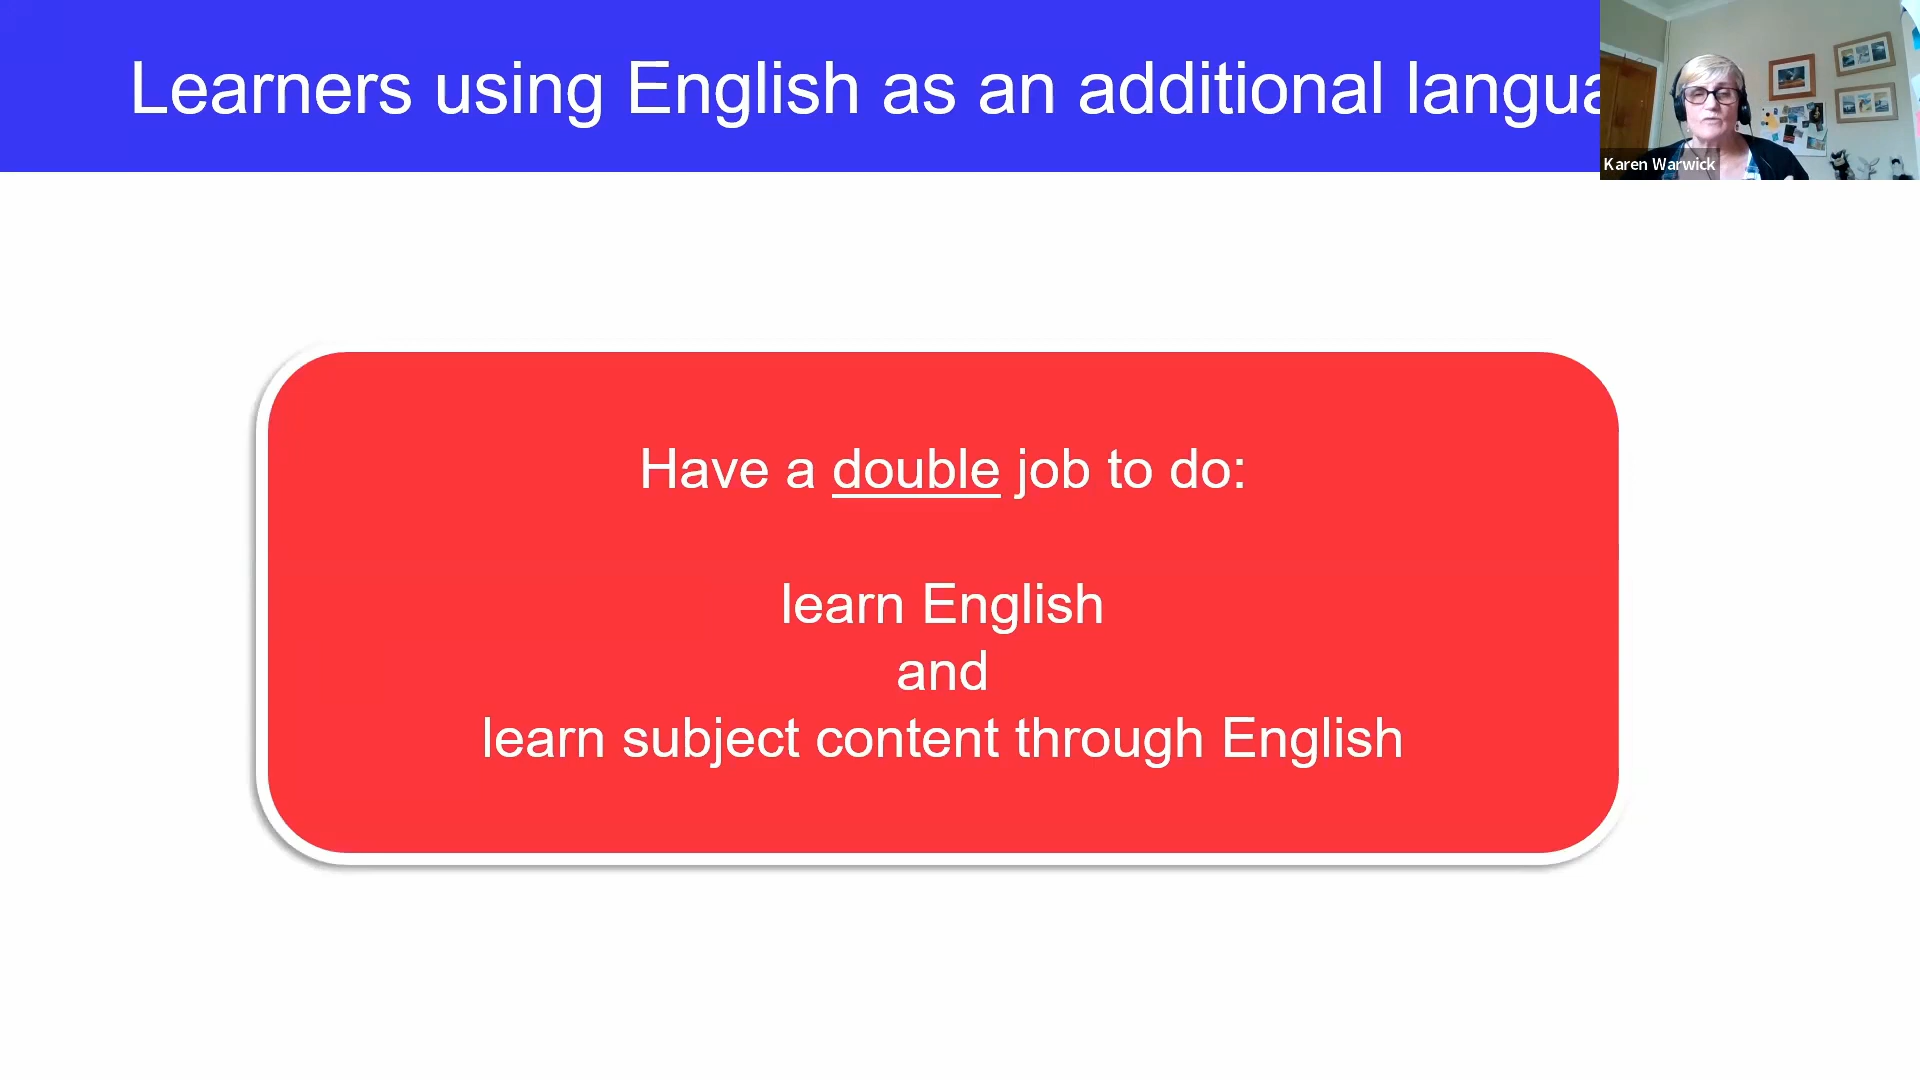 Learners using English as an additional langua
Karen Warwick
Have a double job to do:
learn English
and
learn subject content through English